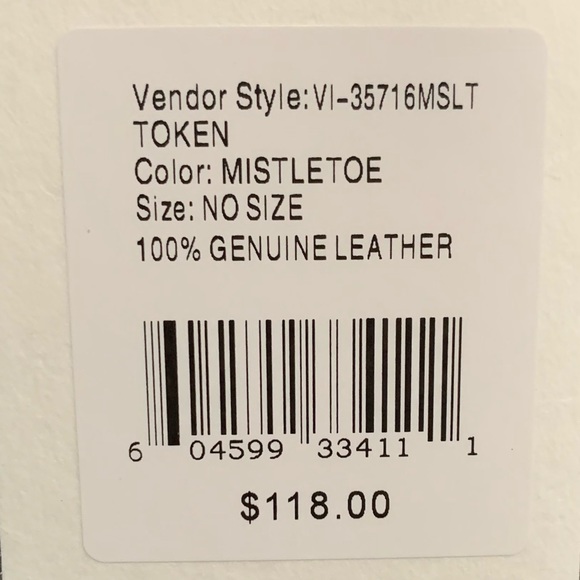 Vendor Style:VI-35716MSLT
TOKEN
Color: MISTLETOE
Size: NO SIZE
100% GENUINE LEATHER
6 04599 33411 1
$118.00